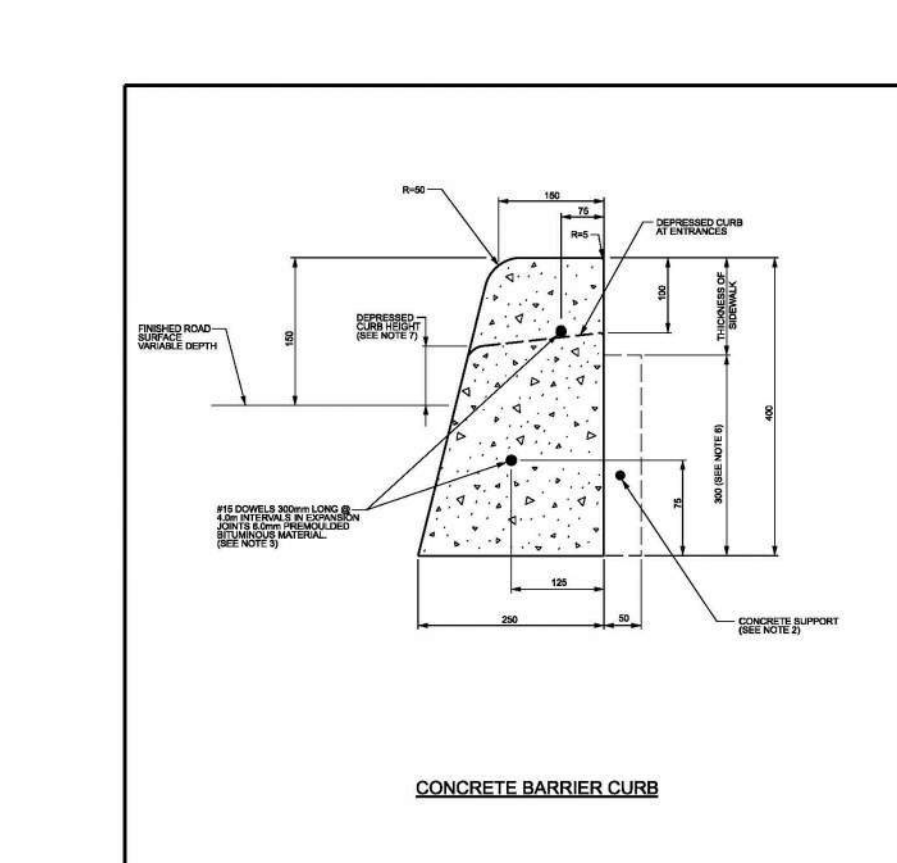 R=50
150
75
R=5
DEPRESSED CURB
AT ENTRANCES
FINISHED ROAD
SURFACE
VARIABLE DEPTH
150
DEPRESSED
CURB HEIGHT
(SEE NOTE 7)
100
THICKNESS OF
SIDEWALK
400
300 (SEE NOTE 6)
75
#15 DOWELS 300mm LONG @
4.0m INTERVALS IN EXPANSION
JOINTS 6.0mm PREMOULDED
BITUMINOUS MATERIAL.
(SEE NOTE 3)
125
250
50
CONCRETE SUPPORT
(SEE NOTE 2)
CONCRETE BARRIER CURB